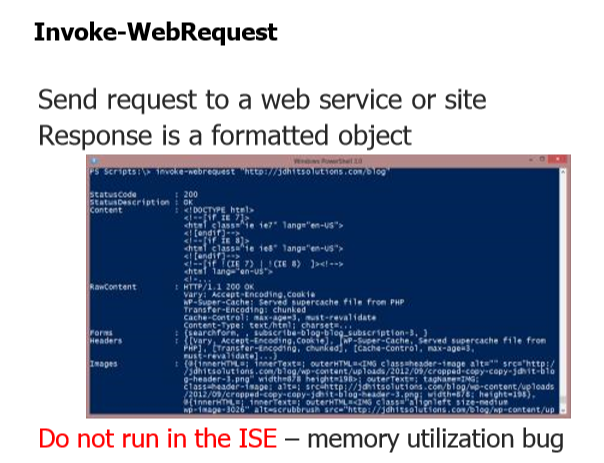 Invoke-WebRequest
Send request to a web service or site
Response is a formatted object
Windows PowerShell 3.0
PS Scripts:\> invoke-webrequest "http://jdhitsolutions.com/blog"
StatusCode : 200
StatusDescription : OK
Content : <!DOCTYPE html>
<!--[if IE 7]>
<html class="ie ie7" lang="en-US">
<![endif]-->
<!--[if IE 8]>
<html class="ie ie8" lang="en-US">
<![endif]-->
<!--[if !(IE 7) | !(IE 8) ]><!-->
<html lang="en-US">
<!-...
RawContent : HTTP/1.1 200 OK
Vary: Accept-Encoding,Cookie
WP-Super-Cache: Served supercache file from PHP
Transfer-Encoding: chunked
Cache-Control: max-age=3, must-revalidate
Content-Type: text/html; charset=...
Forms : {searchform, , subscribe-blog-blog_subscription-3, }
Headers : {[Vary, Accept-Encoding,Cookie], [WP-Super-Cache, Served supercache file from
PHP], [Transfer-Encoding, chunked], [Cache-Control, max-age=3,
must-revalidate]...}
Images : {@{innerHTML=; innerText=; outerHTML=<IMG class=header-image alt="" src="http:/
/jdhitsolutions.com/blog/wp-content/uploads/2012/09/cropped-copy-copy-jdhit-blo
g-header-3.png" width=878 height=198>; outerText=; tagName=IMG;
class=header-image; alt=; src=http://jdhitsolutions.com/blog/wp-content/uploads
/2012/09/cropped-copy-copy-jdhit-blog-header-3.png; width=878; height=198},
@{innerHTML=; innerText=; outerHTML=<IMG class="alignleft size-medium
wp-image-3026" alt=scrubbrush src="http://jdhitsolutions.com/blog/wp-content/up
Do not run in the ISE – memory utilization bug